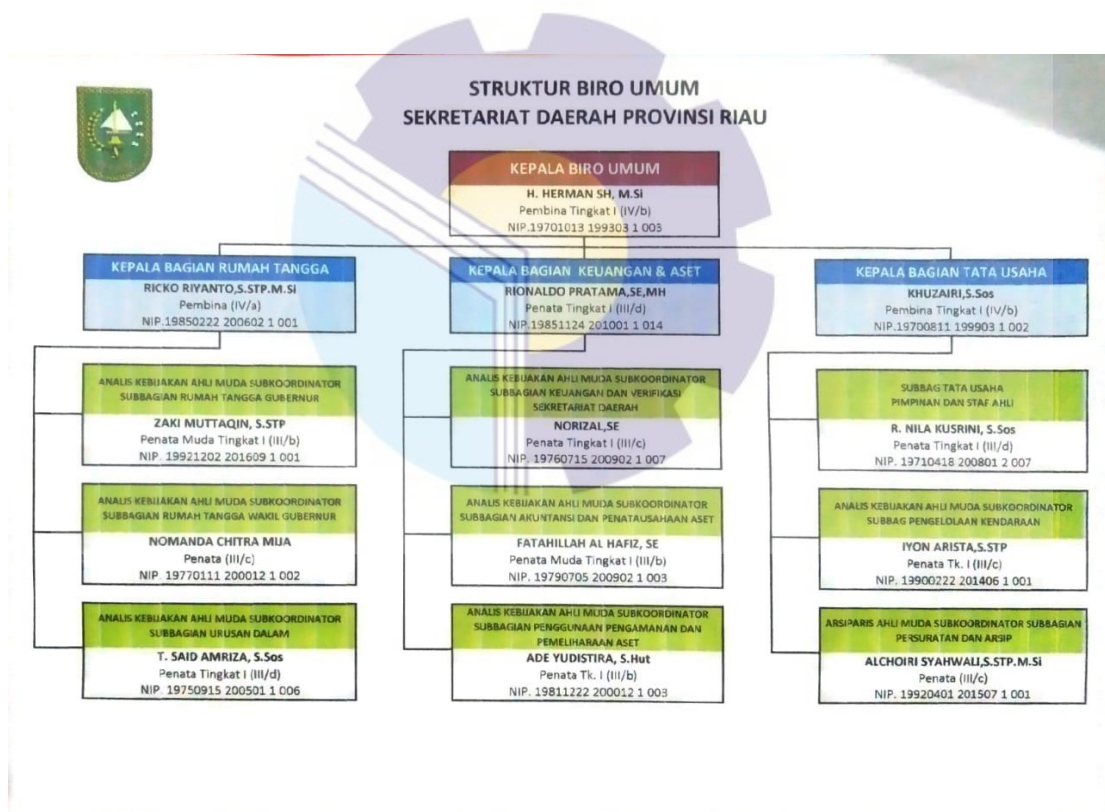 STRUKTUR BIRO UMUM
SEKRETARIAT DAERAH PROVINSI RIAU
KEPALA BIRO UMUM
H. HERMAN SH, M.Si
Pembina Tingkat I (IV/b)
NIP.19701013 199303 1 003
KEPALA BAGIAN RUMAH TANGGA
RICKO RIYANTO,S.STP.M.Si
Pembina (IV/a)
NIP.19850222 200602 1 001
ANALIS KEBIJAKAN AHLI MUDA SUBKOORDINATOR
SUBBAGIAN RUMAH TANGGA GUBERNUR
ZAKI MUTTAQIN, S.STP
Penata Muda Tingkat I (III/b)
NIP. 19921202 201609 1 001
ANALIS KEBIJAKAN AHLI MUDA SUBKOORDINATOR
SUBBAGIAN RUMAH TANGGA WAKIL GUBERNUR
NOMANDA CHITRA MIJA
Penata (III/c)
NIP. 19770111 200012 1 002
ANALIS KEBIJAKAN AHLI MUDA SUBKOORDINATOR
SUBBAGIAN URUSAN DALAM
T. SAID AMRIZA, S.Sos
Penata Tingkat I (III/d)
NIP. 19750915 200501 1 006
KEPALA BAGIAN KEUANGAN & ASET
RIONALDO PRATAMA,SE,MH
Penata Tingkat I (III/d)
NIP.19851124 201001 1 014
ANALIS KEBIJAKAN AHLI MUDA SUBKOORDINATOR
SUBBAGIAN KEUANGAN DAN VERIFIKASI
SEKRETARIAT DAERAH
NORIZAL,SE
Penata Tingkat I (III/c)
NIP. 19760715 200902 1 007
ANALIS KEBIJAKAN AHLI MUDA SUBKOORDINATOR
SUBBAGIAN AKUNTANSI DAN PENATAUSAHAAN ASET
FATAHILLAH AL HAFIZ, SE
Penata Muda Tingkat I (III/b)
NIP. 19790705 200902 1 003
ANALIS KEBIJAKAN AHLI MUDA SUBKOORDINATOR
SUBBAGIAN PENGGUNAAN PENGAMANAN DAN
PEMELIHARAAN ASET
ADE YUDISTIRA, S.Hut
Penata Tk. I (III/b)
NIP. 19811222 200012 1 003
KEPALA BAGIAN TATA USAHA
KHUZAIRI,S.Sos
Pembina Tingkat I (IV/b)
NIP.19700811 199903 1 002
SUBBAG TATA USAHA
PIMPINAN DAN STAF AHLI
R. NILA KUSRINI, S.Sos
Penata Tingkat I (III/d)
NIP. 19710418 200801 2 007
ANALIS KEBIJAKAN AHLI MUDA SUBKOORDINATOR
SUBBAG PENGELOLAAN KENDARAAN
IYON ARISTA,S.STP
Penata Tk. I (III/c)
NIP. 19900222 201406 1 001
ARSIPARIS AHLI MUDA SUBKOORDINATOR SUBBAGIAN
PERSURATAN DAN ARSIP
ALCHOIRI SYAHWALI,S.STP.M.Si
Penata (III/c)
NIP. 19920401 201507 1 001